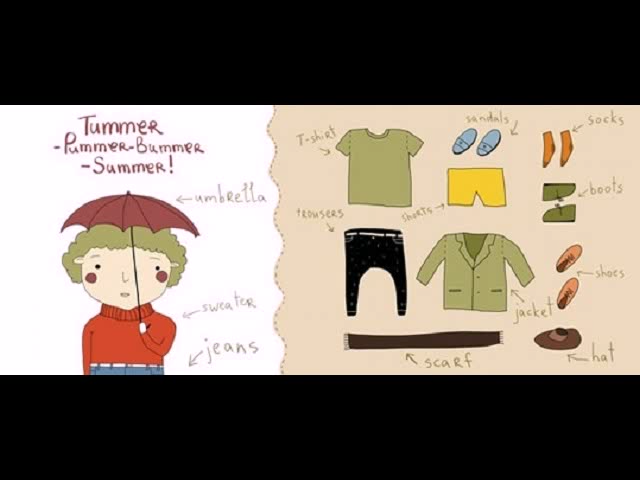 Tummer
-Pummer-Bummer
-Summer!
umbrella
sweater
jeans
T-shirt
sandals
socks
trousers
shorts
boots
shoes
jacket
scarf
hat